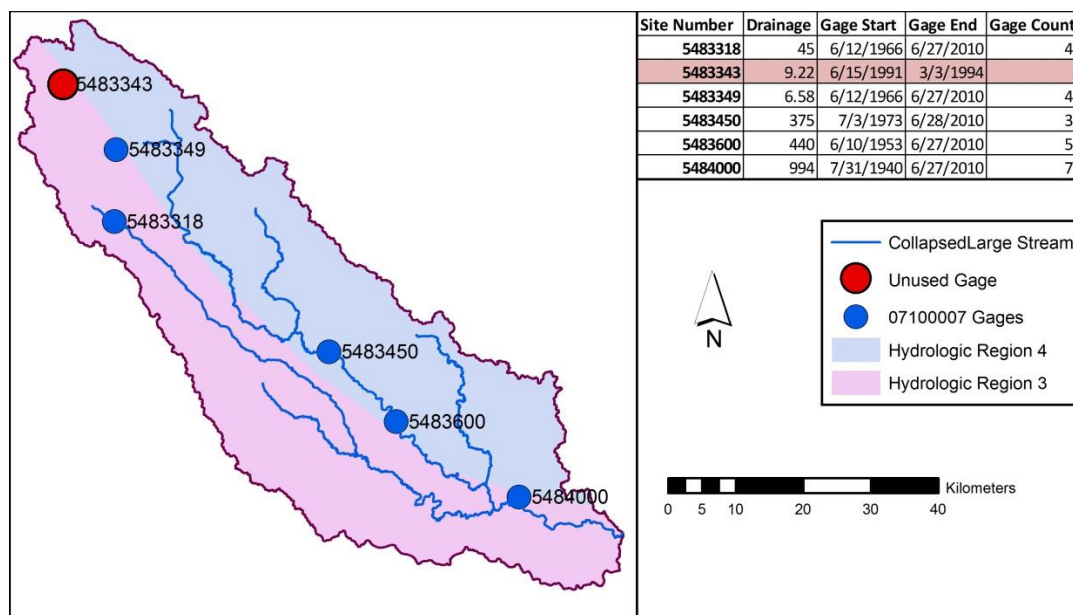 5483343
5483349
5483318
5483450
5483600
5484000
Site Number Drainage Gage Start Gage End Gage Count
5483318 45 6/12/1966 6/27/2010 4
5483343 9.22 6/15/1991 3/3/1994
5483349 6.58 6/12/1966 6/27/2010 4
5483450 375 7/3/1973 6/28/2010 3
5483600 440 6/10/1953 6/27/2010 5
5484000 994 7/31/1940 6/27/2010 7
CollapsedLarge Stream
Unused Gage
07100007 Gages
Hydrologic Region 4
Hydrologic Region 3
N
Kilometers
0 5 10 20 30 40